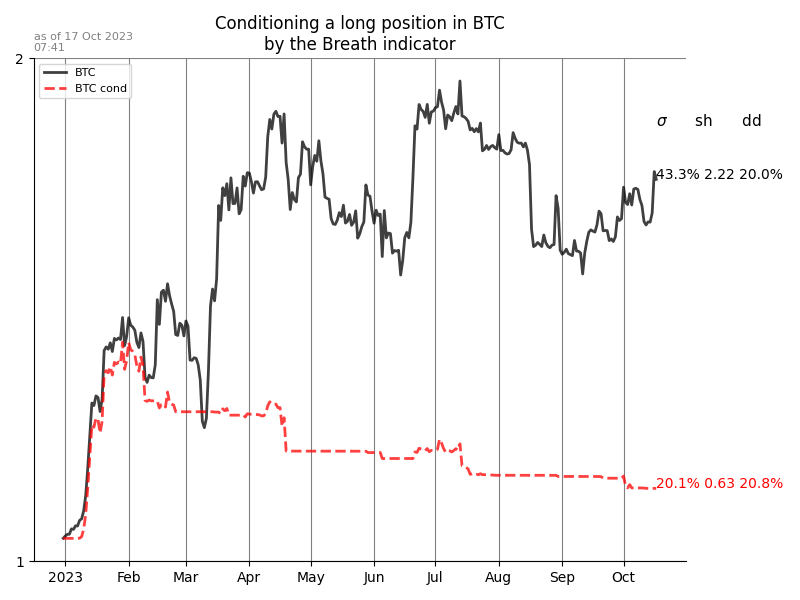 Conditioning a long position in BTC
by the Breath indicator
as of 17 Oct 2023
07:41
2
BTC
BTC cond
σ sh dd
43.3% 2.22 20.0%
20.1% 0.63 20.8%
1
2023 Feb Mar Apr May Jun Jul Aug Sep Oct